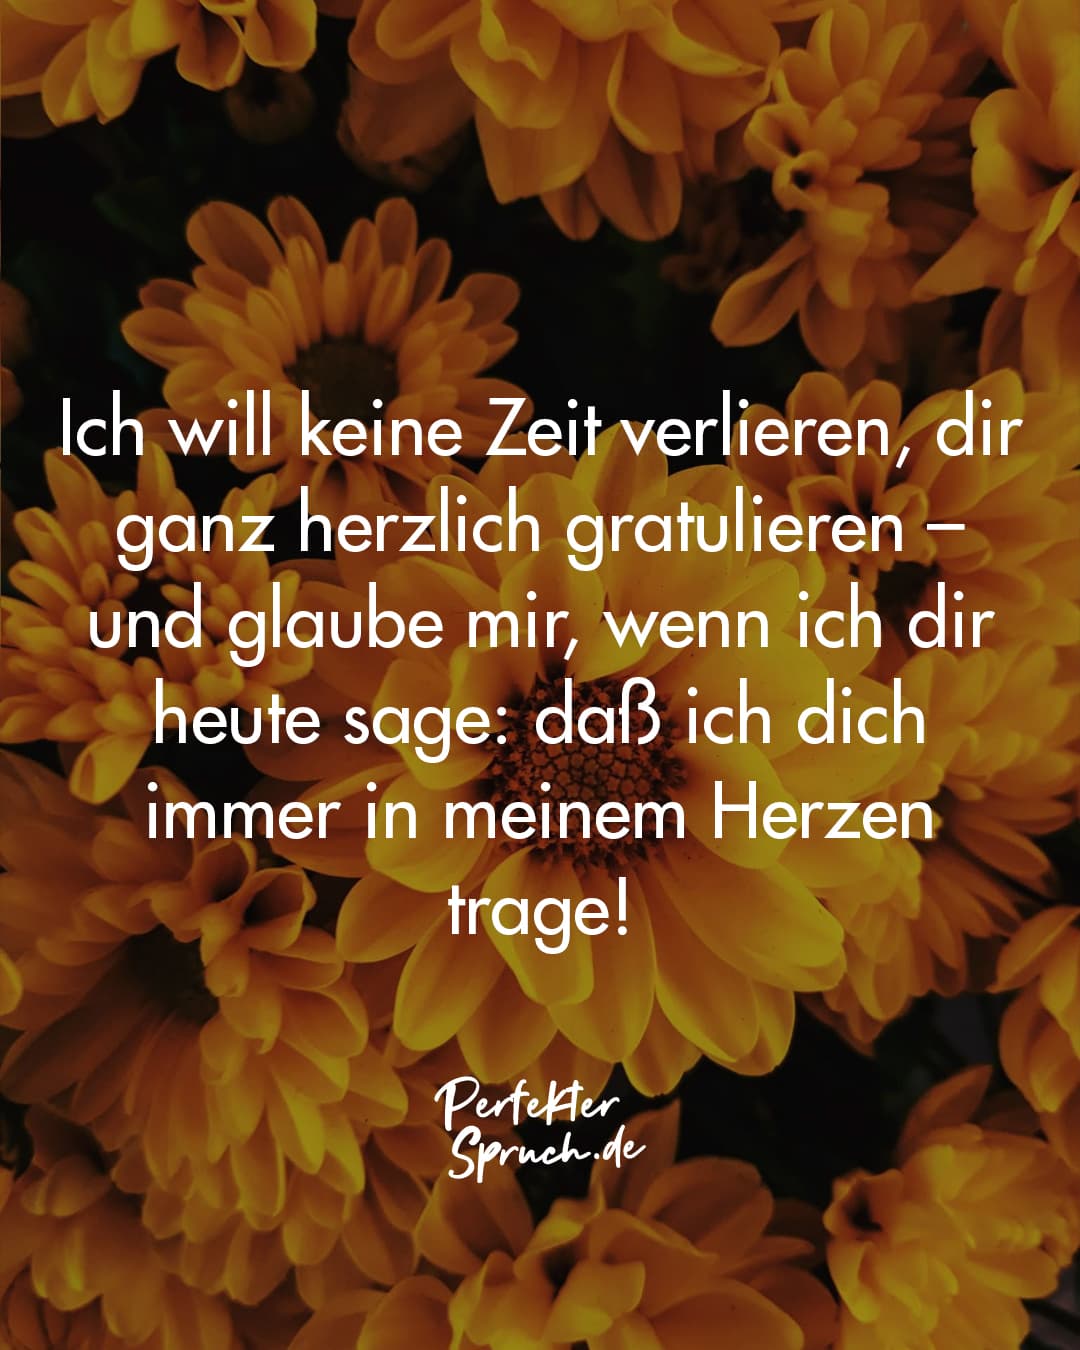 Ich will keine Zeit verlieren, dir
ganz herzlich gratulieren –
und glaube mir, wenn ich dir
heute sage: daß ich dich
immer in meinem Herzen
trage!
Perfekter
Spruch.de